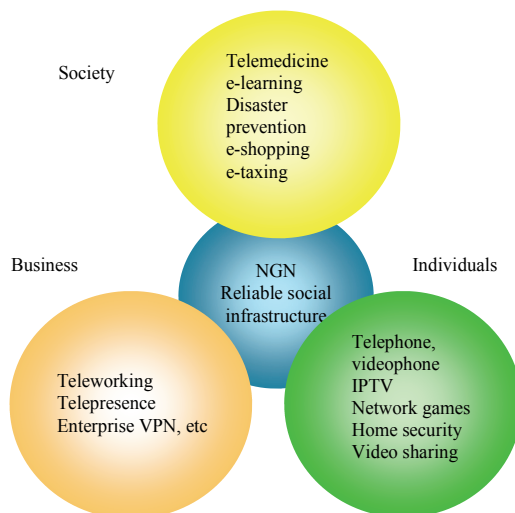 Society
Telemedicine
e-learning
Disaster
prevention
e-shopping
e-taxing
Business
NGN
Reliable social
infrastructure
Individuals
Teleworking
Telepresence
Enterprise VPN, etc
Telephone,
videophone
IPTV
Network games
Home security
Video sharing